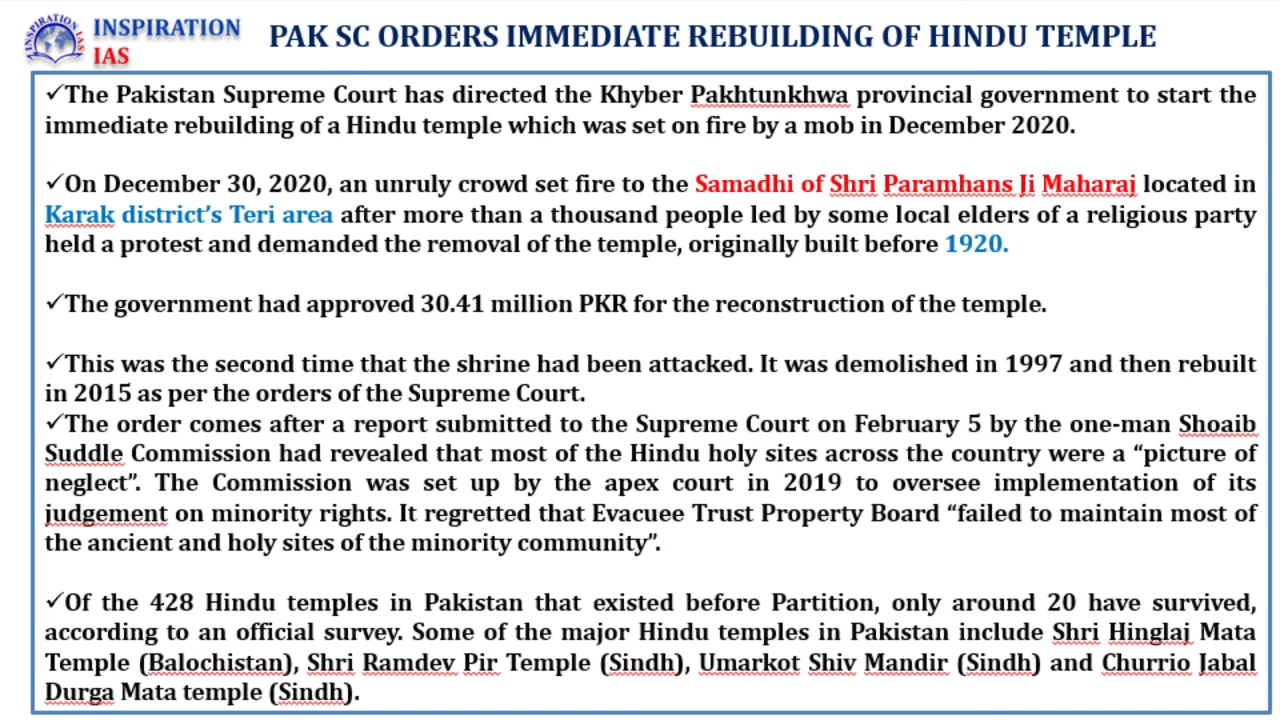 INSPIRATION IAS
INSPIRATION
IAS
PAK SC ORDERS IMMEDIATE REBUILDING OF HINDU TEMPLE
✓The Pakistan Supreme Court has directed the Khyber Pakhtunkhwa provincial government to start the
immediate rebuilding of a Hindu temple which was set on fire by a mob in December 2020.
✓On December 30, 2020, an unruly crowd set fire to the Samadhi of Shri Paramhans Ji Maharaj located in
Karak district’s Teri area after more than a thousand people led by some local elders of a religious party
held a protest and demanded the removal of the temple, originally built before 1920.
✓The government had approved 30.41 million PKR for the reconstruction of the temple.
✓This was the second time that the shrine had been attacked. It was demolished in 1997 and then rebuilt
in 2015 as per the orders of the Supreme Court.
✓The order comes after a report submitted to the Supreme Court on February 5 by the one-man Shoaib
Suddle Commission had revealed that most of the Hindu holy sites across the country were a “picture of
neglect”. The Commission was set up by the apex court in 2019 to oversee implementation of its
judgement on minority rights. It regretted that Evacuee Trust Property Board “failed to maintain most of
the ancient and holy sites of the minority community”.
✓Of the 428 Hindu temples in Pakistan that existed before Partition, only around 20 have survived,
according to an official survey. Some of the major Hindu temples in Pakistan include Shri Hinglaj Mata
Temple (Balochistan), Shri Ramdev Pir Temple (Sindh), Umarkot Shiv Mandir (Sindh) and Churrio Jabal
Durga Mata temple (Sindh).